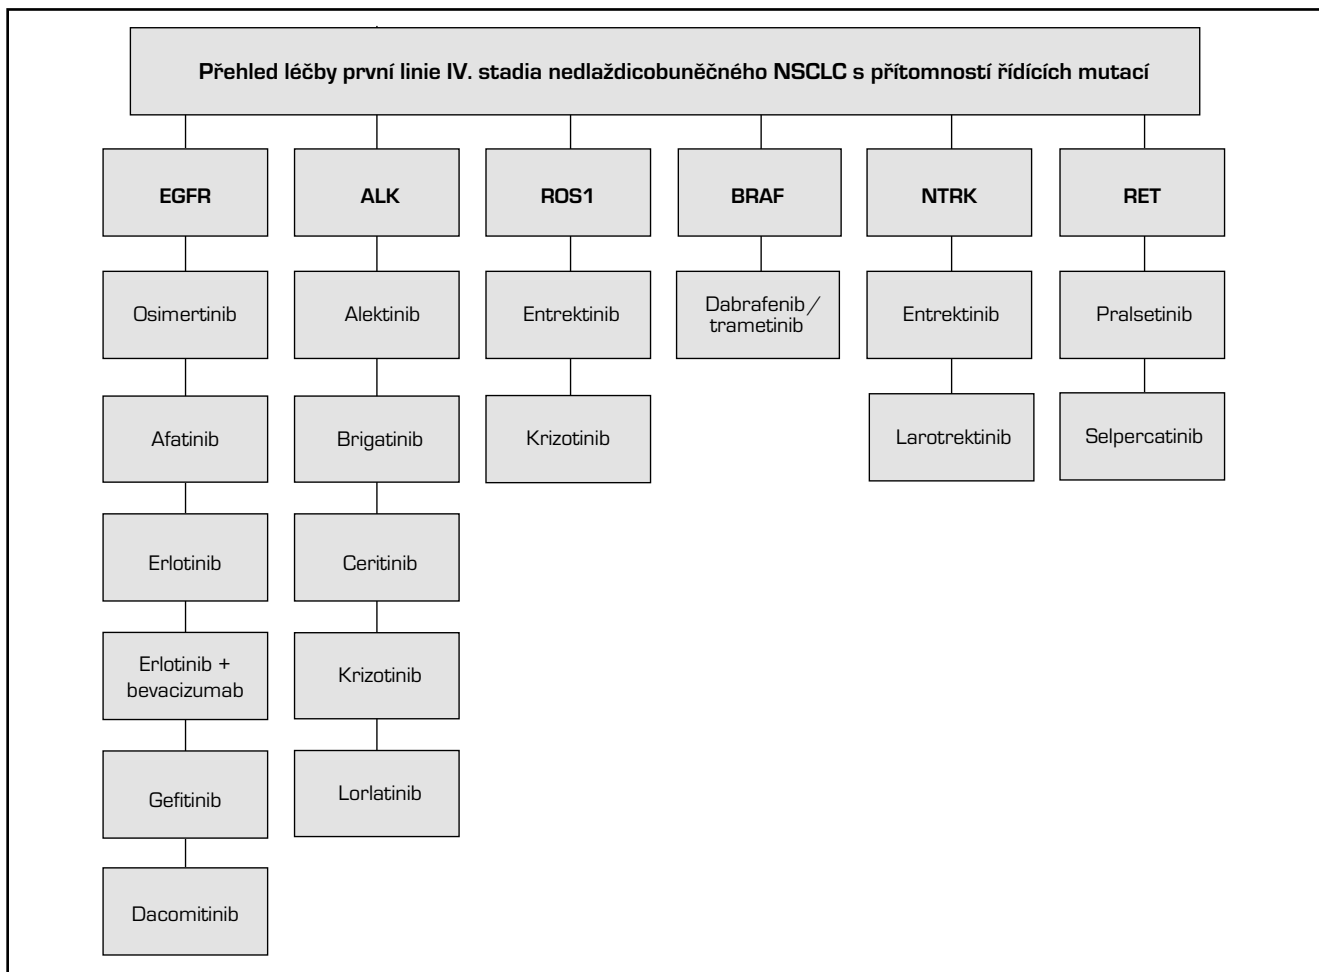 Přehled léčby první linie IV. stadia nedlaždicobuněčného NSCLC s přítomností řídících mutací
EGFR
Osimertinib
Afatinib
Erlotinib
Erlotinib +
bevacizumab
Gefitinib
Dacomitinib
ALK
Alektinib
Brigatinib
Ceritinib
Krizotinib
Lorlatinib
ROS1
Entrektinib
Krizotinib
BRAF
Dabrafenib/
trametinib
NTRK
Entrektinib
Larotrektinib
RET
Pralsetinib
Selpercatinib